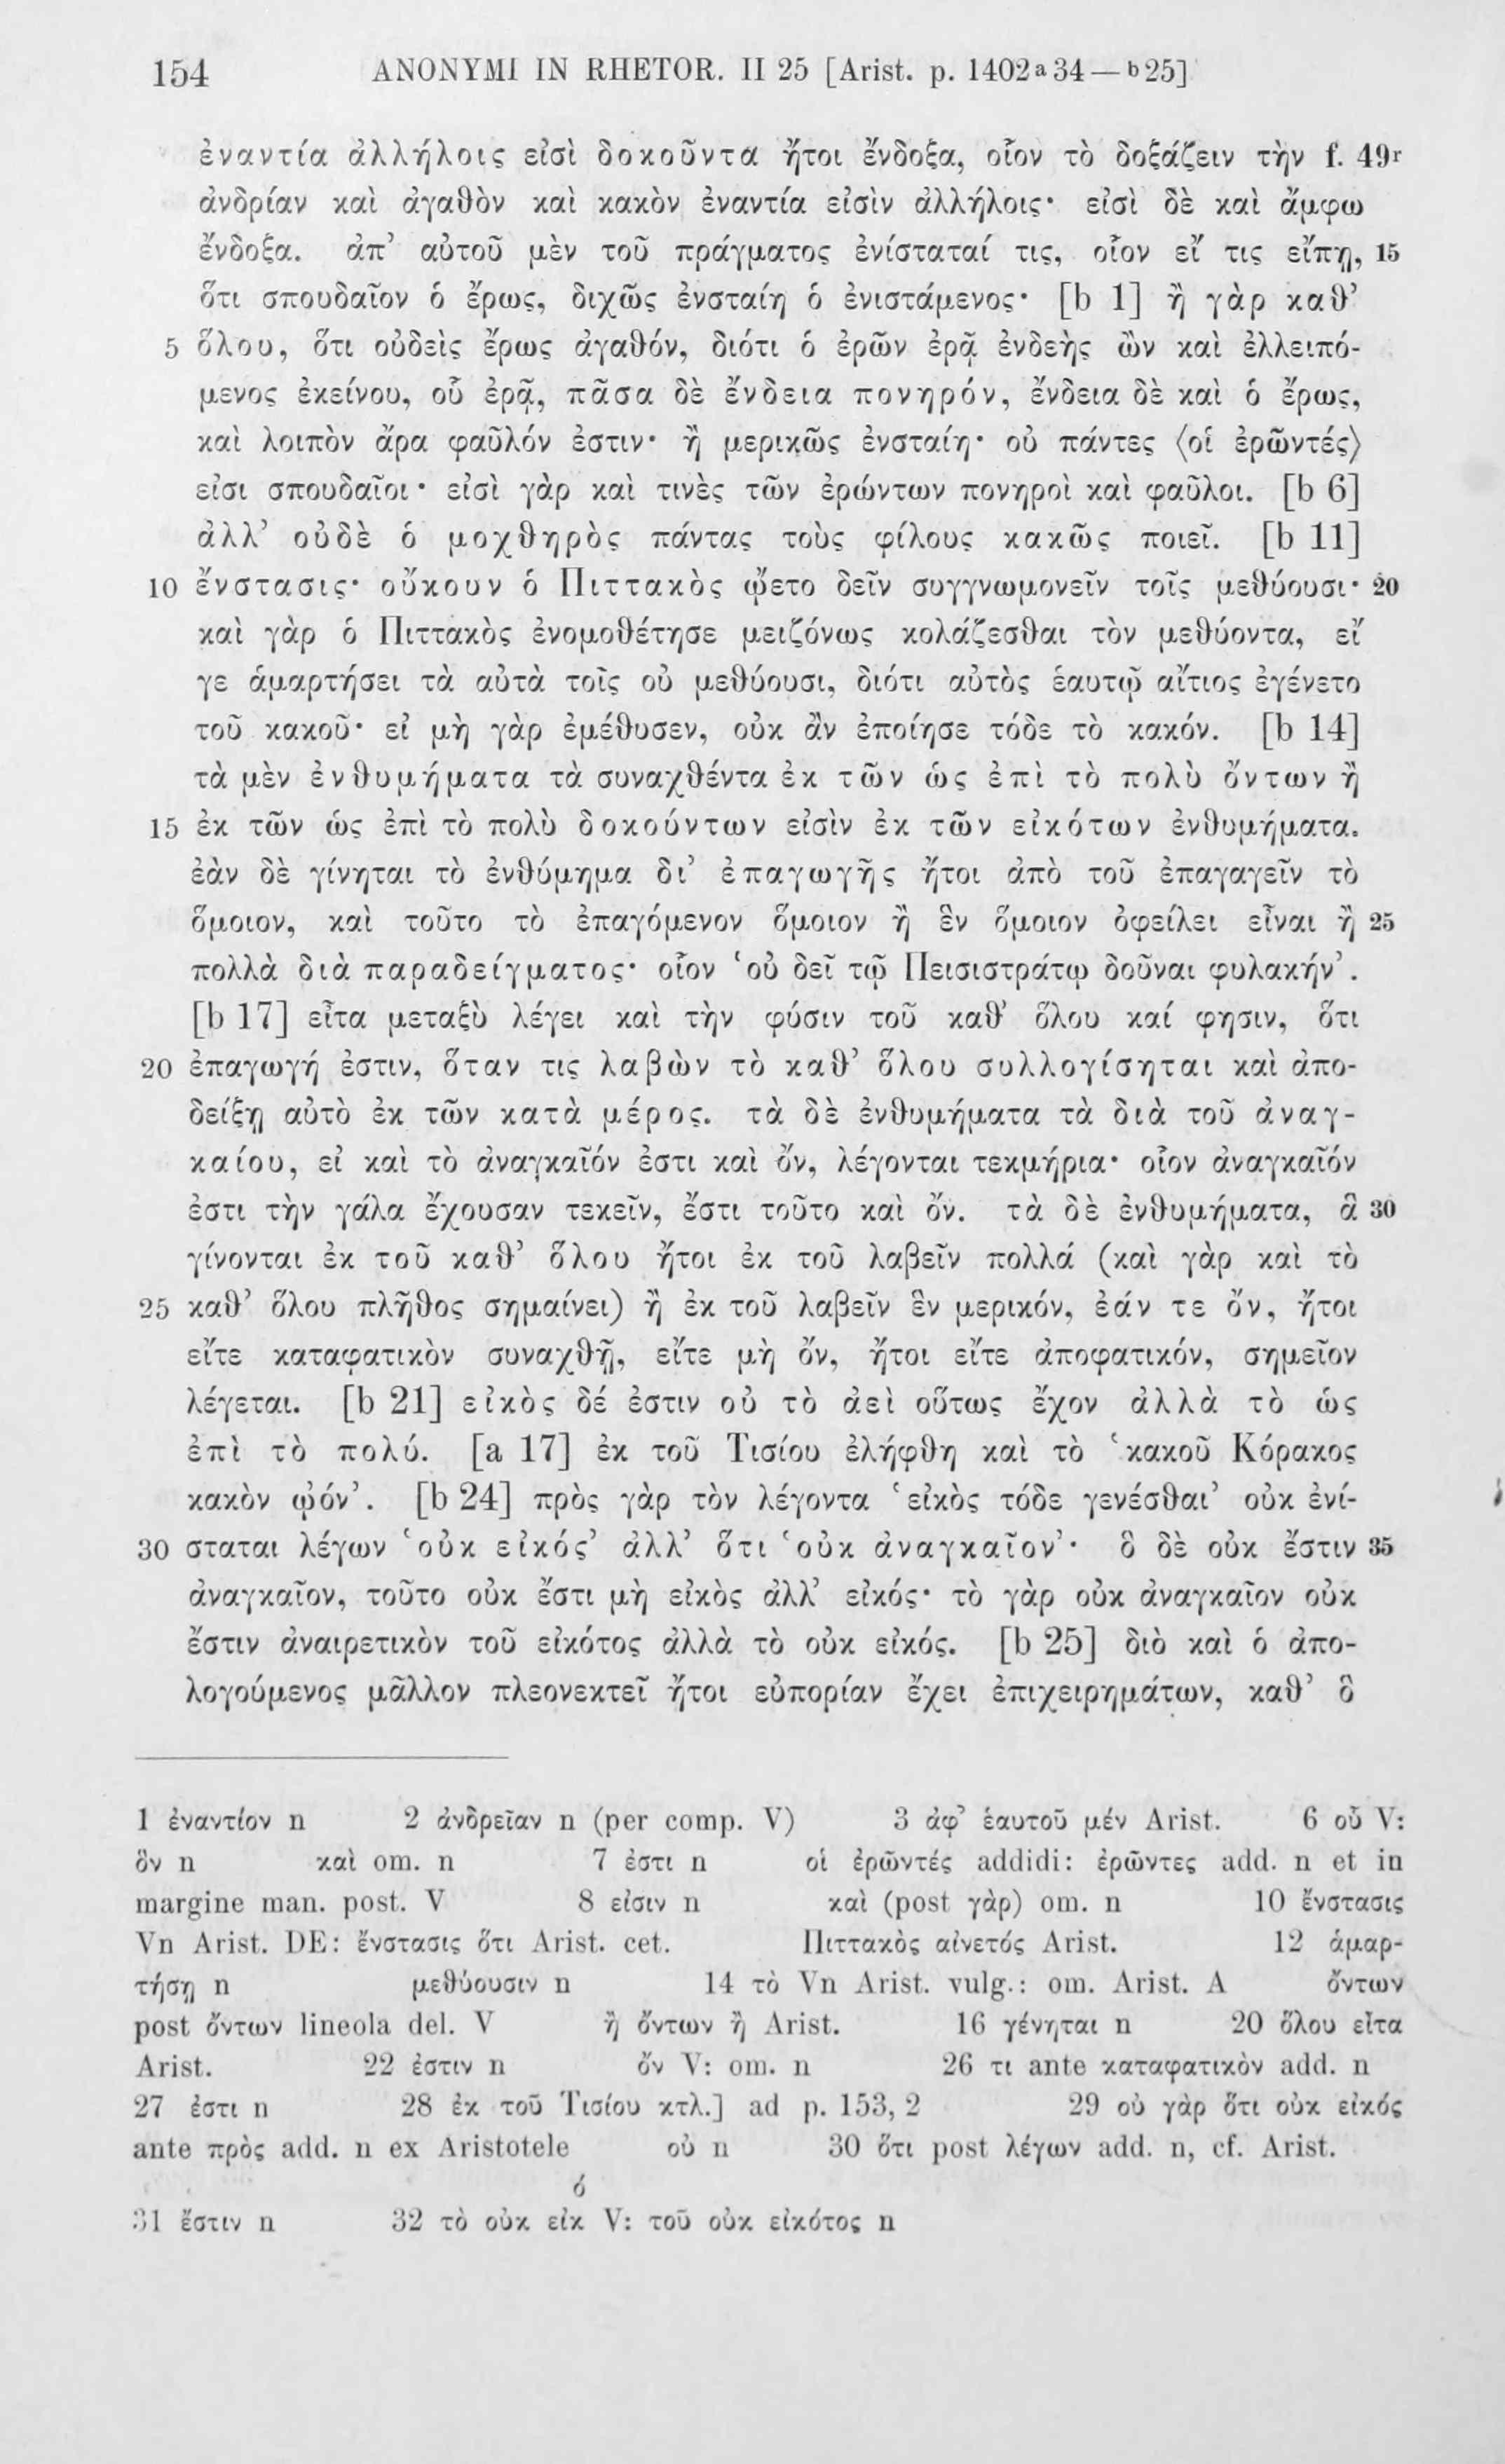 154 ANONYMI IN RHETOR. II 25 [Arist. p. 1402ᵃ34 — ᵇ25]
ἐναντία ἀλλήλοις εἰσὶ δοκοῦντα ἤτοι ἔνδοξα, οἷον τὸ δοξάζειν τὴν f. 49ʳ
ἀνδρίαν καὶ ἀγαθὸν καὶ κακὸν ἐναντία εἰσὶν ἀλλήλοις· εἰσὶ δὲ καὶ ἄμφω
ἔνδοξα. ἀπ’ αὐτοῦ μὲν τοῦ πράγματος ἐνίσταταί τις, οἷον εἴ τις εἴπῃ, 15
ὅτι σπουδαῖον ὁ ἔρως, διχῶς ἐνσταίη ὁ ἐνιστάμενος· [b 1] ἢ γὰρ καθ’
5 ὅλου, ὅτι οὐδεὶς ἔρως ἀγαθόν, διότι ὁ ἐρῶν ἐρᾷ ἐνδεὴς ὢν καὶ ἐλλειπό-
μενος ἐκείνου, οὗ ἐρᾷ, πᾶσα δὲ ἔνδεια πονηρόν, ἔνδεια δὲ καὶ ὁ ἔρως,
καὶ λοιπὸν ἄρα φαῦλόν ἐστιν· ἢ μερικῶς ἐνσταίη· οὐ πάντες ⟨οἱ ἐρῶντές⟩
εἰσι σπουδαῖοι· εἰσὶ γὰρ καὶ τινὲς τῶν ἐρώντων πονηροὶ καὶ φαῦλοι. [b 6]
ἀλλ’ οὐδὲ ὁ μοχθηρὸς πάντας τοὺς φίλους κακῶς ποιεῖ. [b 11]
10 ἔνστασις· οὔκουν ὁ Πιττακὸς ᾤετο δεῖν συγγνωμονεῖν τοῖς μεθύουσι· 20
καὶ γὰρ ὁ Πιττακὸς ἐνομοθέτησε μειζόνως κολάζεσθαι τὸν μεθύοντα, εἴ
γε ἁμαρτήσει τὰ αὐτὰ τοῖς οὐ μεθύουσι, διότι αὐτὸς ἑαυτῷ αἴτιος ἐγένετο
τοῦ κακοῦ· εἰ μὴ γὰρ ἐμέθυσεν, οὐκ ἂν ἐποίησε τόδε τὸ κακόν. [b 14]
τὰ μὲν ἐνθυμήματα τὰ συναχθέντα ἐκ τῶν ὡς ἐπὶ τὸ πολὺ ὄντων ἢ
15 ἐκ τῶν ὡς ἐπὶ τὸ πολὺ δοκούντων εἰσὶν ἐκ τῶν εἰκότων ἐνθυμήματα.
ἐὰν δὲ γίνηται τὸ ἐνθύμημα δι’ ἐπαγωγῆς ἤτοι ἀπὸ τοῦ ἐπαγαγεῖν τὸ
ὅμοιον, καὶ τοῦτο τὸ ἐπαγόμενον ὅμοιον ἢ ἓν ὅμοιον ὀφείλει εἶναι ἢ 25
πολλὰ διὰ παραδείγματος· οἷον ‘οὐ δεῖ τῷ Πεισιστράτῳ δοῦναι φυλακήν’.
[b 17] εἶτα μεταξὺ λέγει καὶ τὴν φύσιν τοῦ καθ’ ὅλου καί φησιν, ὅτι
20 ἐπαγωγή ἐστιν, ὅταν τις λαβὼν τὸ καθ’ ὅλου συλλογίσηται καὶ ἀπο-
δείξῃ αὐτὸ ἐκ τῶν κατὰ μέρος. τὰ δὲ ἐνθυμήματα τὰ διὰ τοῦ ἀναγ-
καίου, εἰ καὶ τὸ ἀναγκαῖόν ἐστι καὶ ὄν, λέγονται τεκμήρια· οἷον ἀναγκαῖόν
ἐστι τὴν γάλα ἔχουσαν τεκεῖν, ἔστι τοῦτο καὶ ὄν. τὰ δὲ ἐνθυμήματα, ἃ 30
γίνονται ἐκ τοῦ καθ’ ὅλου ἤτοι ἐκ τοῦ λαβεῖν πολλά (καὶ γὰρ καὶ τὸ
25 καθ’ ὅλου πλῆθος σημαίνει) ἢ ἐκ τοῦ λαβεῖν ἓν μερικόν, ἐάν τε ὄν, ἤτοι
εἴτε καταφατικὸν συναχθῇ, εἴτε μὴ ὄν, ἤτοι εἴτε ἀποφατικόν, σημεῖον
λέγεται. [b 21] εἰκὸς δέ ἐστιν οὐ τὸ ἀεὶ οὕτως ἔχον ἀλλὰ τὸ ὡς
ἐπὶ τὸ πολύ. [a 17] ἐκ τοῦ Τισίου ἐλήφθη καὶ τὸ ‘κακοῦ Κόρακος
κακὸν ᾠόν’. [b 24] πρὸς γὰρ τὸν λέγοντα ‘εἰκὸς τόδε γενέσθαι’ οὐκ ἐνί-
30 σταται λέγων ‘οὐκ εἰκός’ ἀλλ’ ὅτι ‘οὐκ ἀναγκαῖον’· ὃ δὲ οὐκ ἔστιν 35
ἀναγκαῖον, τοῦτο οὐκ ἔστι μὴ εἰκὸς ἀλλ’ εἰκός· τὸ γὰρ οὐκ ἀναγκαῖον οὐκ
ἔστιν ἀναιρετικὸν τοῦ εἰκότος ἀλλὰ τὸ οὐκ εἰκός. [b 25] διὸ καὶ ὁ ἀπο-
λογούμενος μᾶλλον πλεονεκτεῖ ἤτοι εὐπορίαν ἔχει ἐπιχειρημάτων, καθ’ ὃ
1 ἐναντίον n 2 ἀνδρεῖαν n (per comp. V) 3 ἀφ’ ἑαυτοῦ μέν Arist. 6 οὗ V:
ὃν n καὶ om. n 7 ἐστι n οἱ ἐρῶντές addidi: ἐρῶντες add. n et in
margine man. post. V 8 εἰσιν n καὶ (post γὰρ) om. n 10 ἔνστασις
Vn Arist. DE: ἔνστασις ὅτι Arist. cet. Πιττακὸς αἰνετός Arist. 12 ἁμαρ-
τήσῃ n μεθύουσιν n 14 τὸ Vn Arist. vulg.: om. Arist. A ὄντων
post ὄντων lineola del. V ἢ ὄντων ἢ Arist. 16 γένηται n 20 ὅλου εἶτα
Arist. 22 ἐστιν n ὄν V: om. n 26 τι ante καταφατικὸν add. n
27 ἐστι n 28 ἐκ τοῦ Τισίου κτλ.] ad p. 153, 2 29 οὐ γὰρ ὅτι οὐκ εἰκός
ante πρὸς add. n ex Aristotele οὐ n 30 ὅτι post λέγων add. n, cf. Arist.
ό
31 ἔστιν n 32 τὸ οὐκ εἰκ V: τοῦ οὐκ εἰκότος n